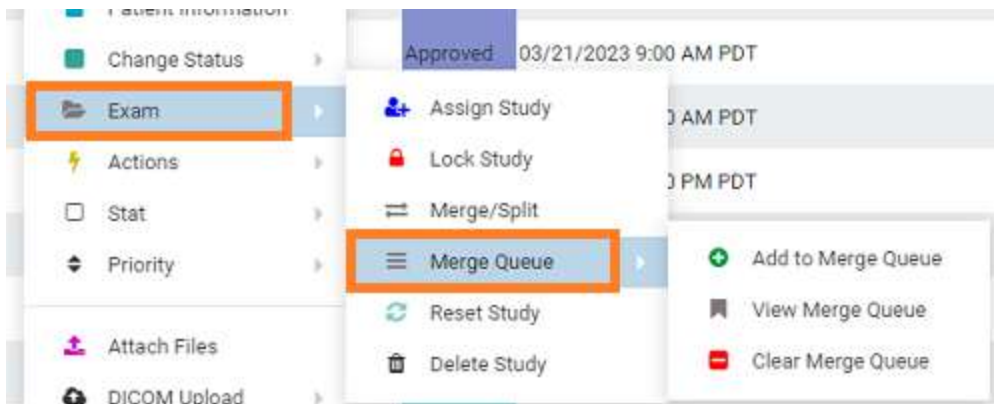 Patient Information
Change Status
Exam
Actions
Stat
Priority
Attach Files
DICOM Upload
Approved 03/21/2023 9:00 AM PDT
AM PDT
PM PDT
Assign Study
Lock Study
Merge/Split
Merge Queue
Reset Study
Delete Study
Add to Merge Queue
View Merge Queue
Clear Merge Queue